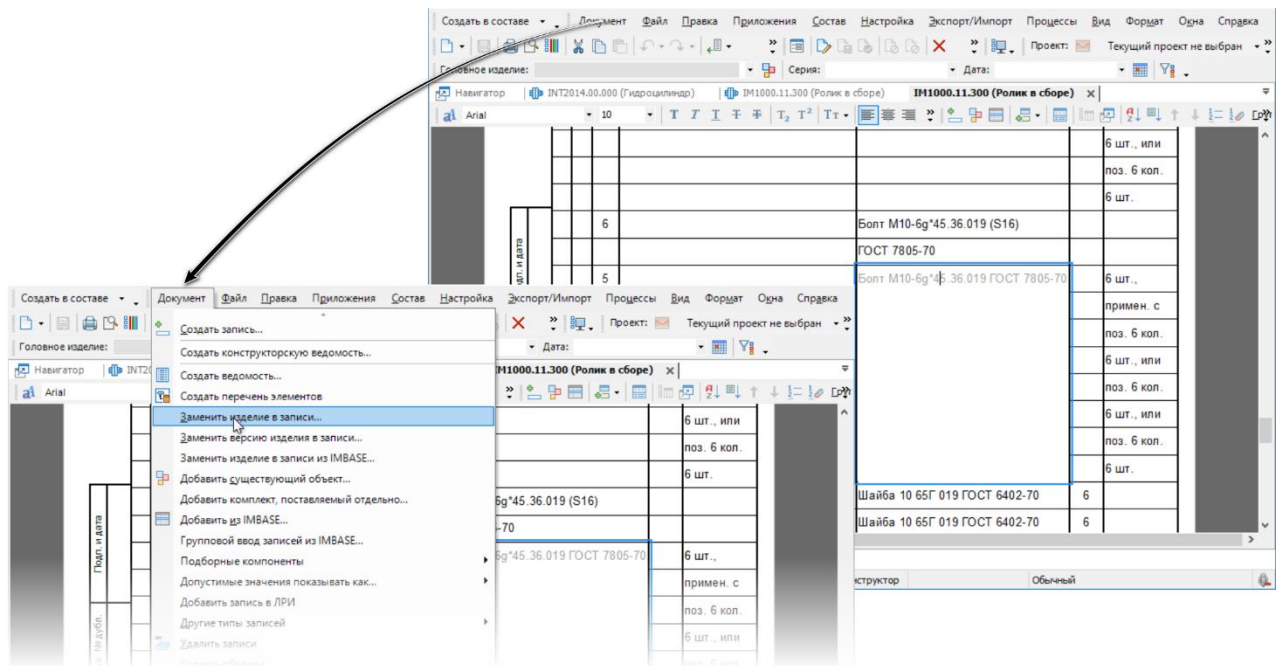 Создать в составе Документ Файл Правка Приложения Состав Настройка Экспорт/Импорт Процессы Вид Формат Окна Справка
Проект: Текущий проект не выбран
Головное изделие: Серия: Дата:
Навигатор INT2014.00.000 (Гидроцилиндр) IM1000.11.300 (Ролик в сборе) IM1000.11.300 (Ролик в сборе)
Arial 10
6 шт., или
поз. 6 кол.
6 шт.
6 Болт М10-6g*45.36.019 (S16)
ГОСТ 7805-70
5 Болт М10-6g*45.36.019 ГОСТ 7805-70 6 шт.,
примен. с
поз. 6 кол.
6 шт., или
поз. 6 кол.
6 шт., или
поз. 6 кол.
6 шт.
Шайба 10 65Г 019 ГОСТ 6402-70 6
Шайба 10 65Г 019 ГОСТ 6402-70 6
Обычный
Создать в составе Документ Файл Правка Приложения Состав Настройка Экспорт/Импорт Процессы Вид Формат Окна Справка
Проект: Текущий проект не выбран
Головное изделие: Дата:
Навигатор IM1000.11.300 (Ролик в сборе)
Arial
Создать запись...
Создать конструкторскую ведомость...
Создать ведомость...
Создать перечень элементов
Заменить изделие в записи...
Заменить версию изделия в записи...
Заменить изделие в записи из IMBASE...
Добавить существующий объект...
Добавить комплект, поставляемый отдельно...
Добавить из IMBASE...
Групповой ввод записей из IMBASE...
Подборные компоненты
Допустимые значения показывать как...
Добавить запись в ЛРИ
Другие типы записей
Удалить записи
6 шт., или
поз. 6 кол.
6 шт.
6g*45.36.019 (S16)
-70
6g*45.36.019 ГОСТ 7805-70 6 шт.,
примен. с
поз. 6 кол.
6 шт., или
Подп. и дата
№ дубл.